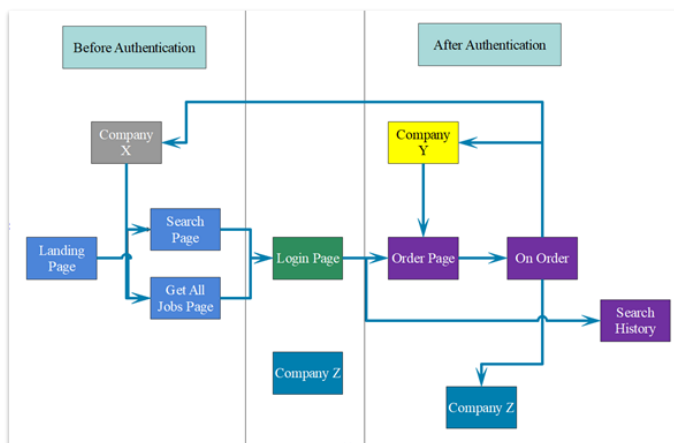 Before Authentication
After Authentication
Company
X
Company
Y
Search
Page
Landing
Page
Login Page
Order Page
On Order
Get All
Jobs Page
Search
History
Company Z
Company Z